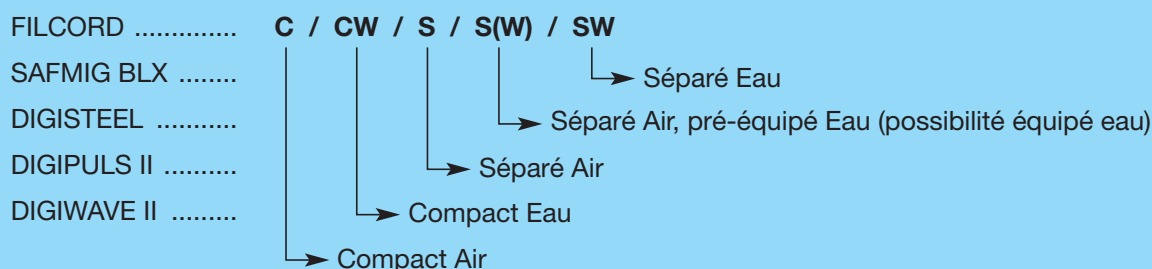 FILCORD .............. C / CW / S / S(W) / SW
SAFMIG BLX ........ Séparé Eau
DIGISTEEL ........... Séparé Air, pré-équipé Eau (possibilité équipé eau)
DIGIPULS II .......... Séparé Air
DIGIWAVE II ......... Compact Eau
Compact Air